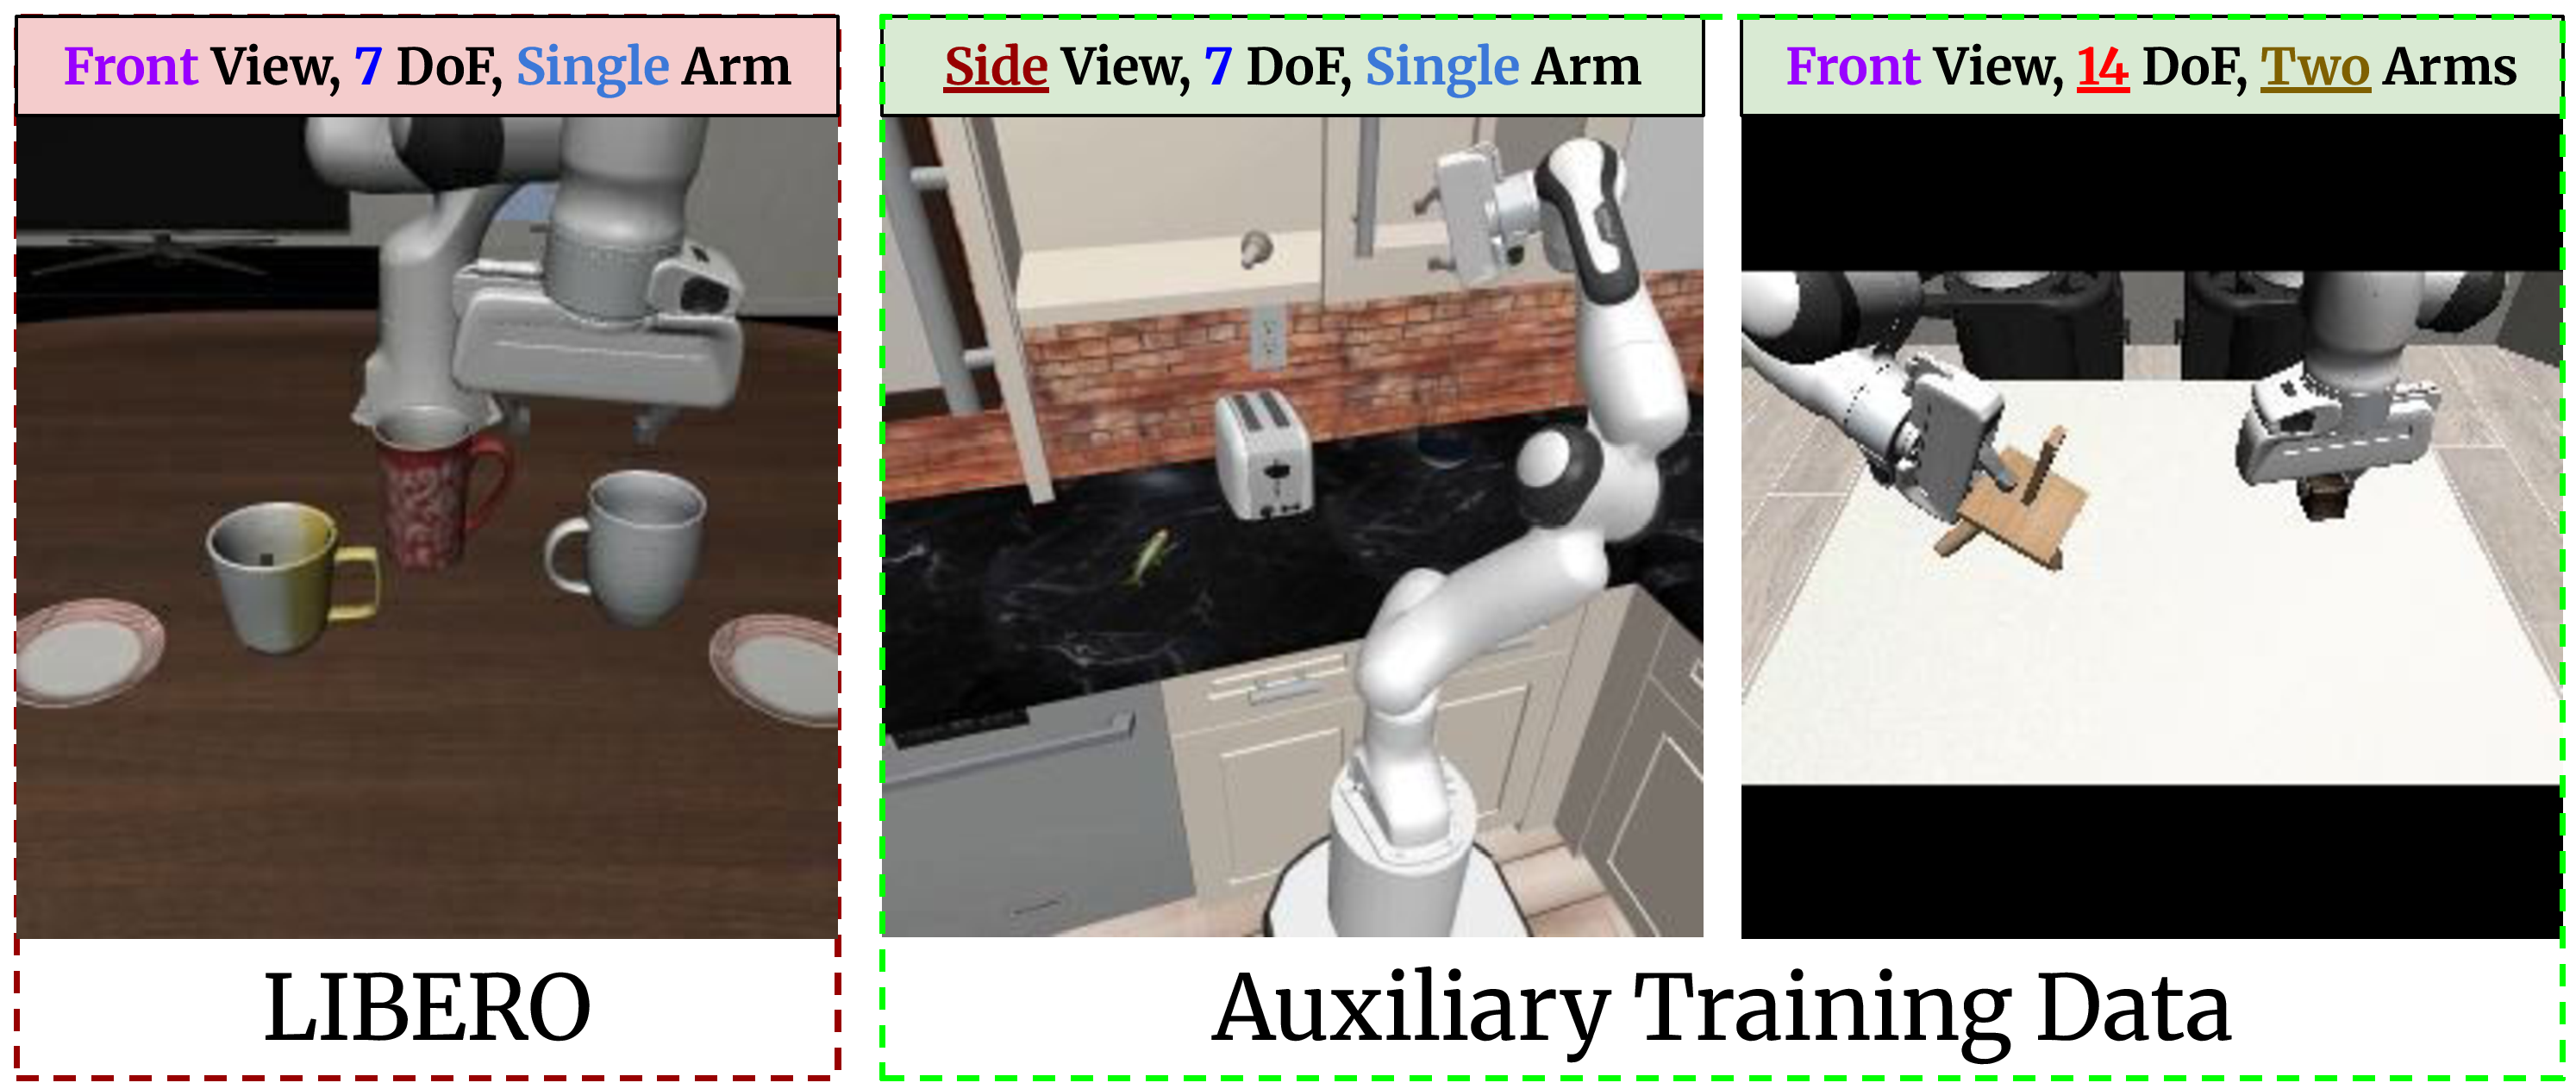 Front View, 7 DoF, Single Arm
Side View, 7 DoF, Single Arm
Front View, 14 DoF, Two Arms
LIBERO
Auxiliary Training Data